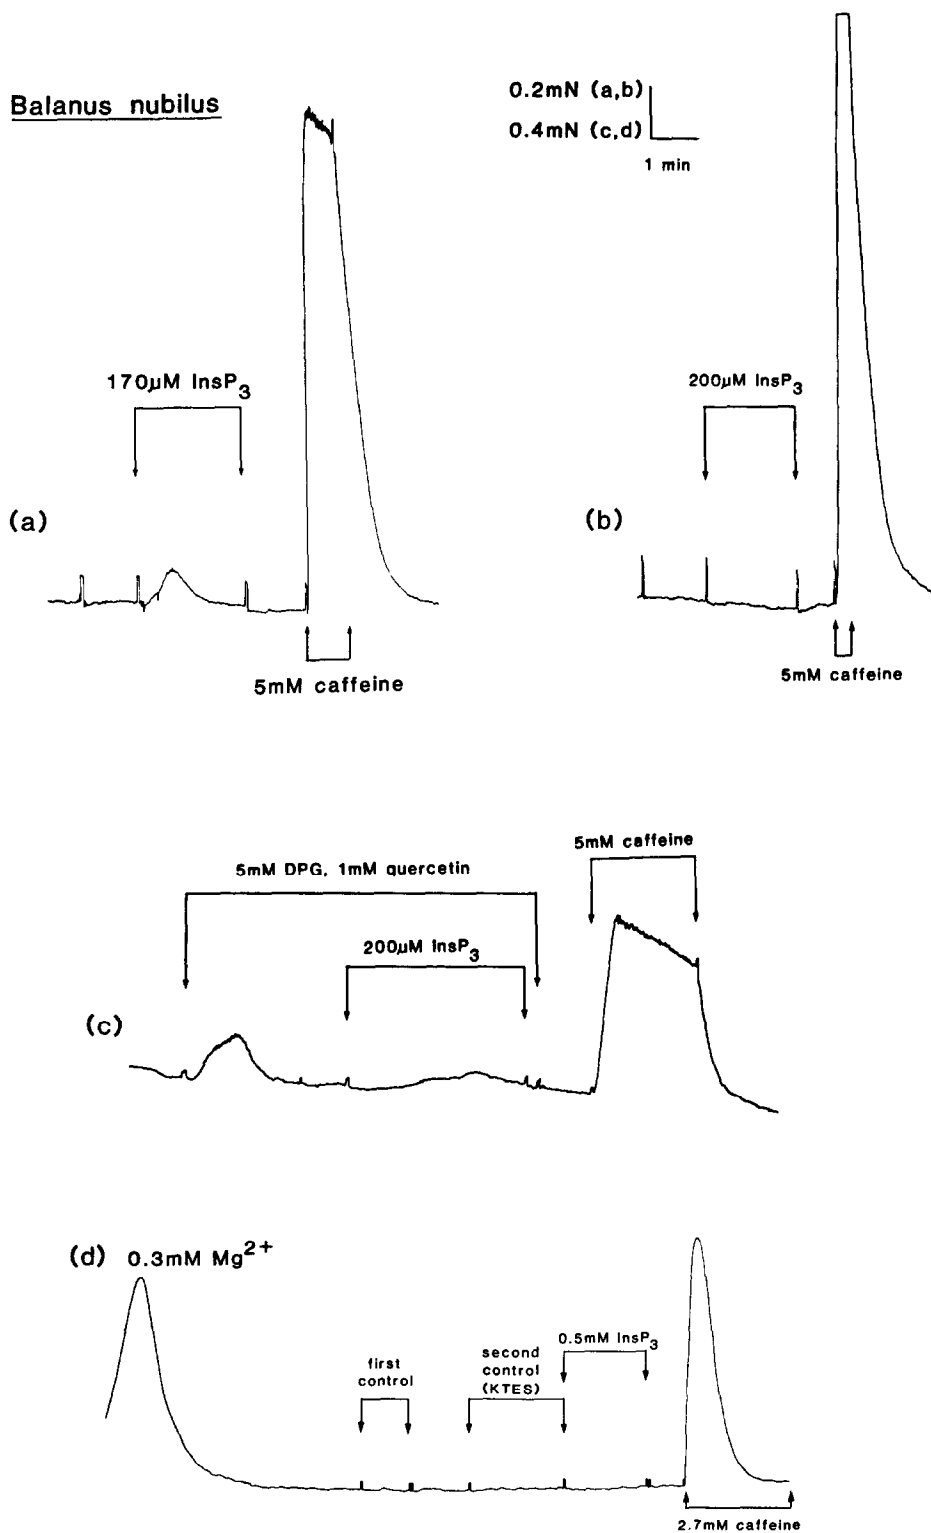 Balanus nubilus
0.2mN (a,b)
0.4mN (c,d)
1 min
170µM InsP3
(a)
5mM caffeine
200µM InsP3
(b)
5mM caffeine
5mM caffeine
5mM DPG, 1mM quercetin
200µM InsP3
(c)
(d) 0.3mM Mg2+
first
control
second
control
(KTES)
0.5mM InsP3
2.7mM caffeine